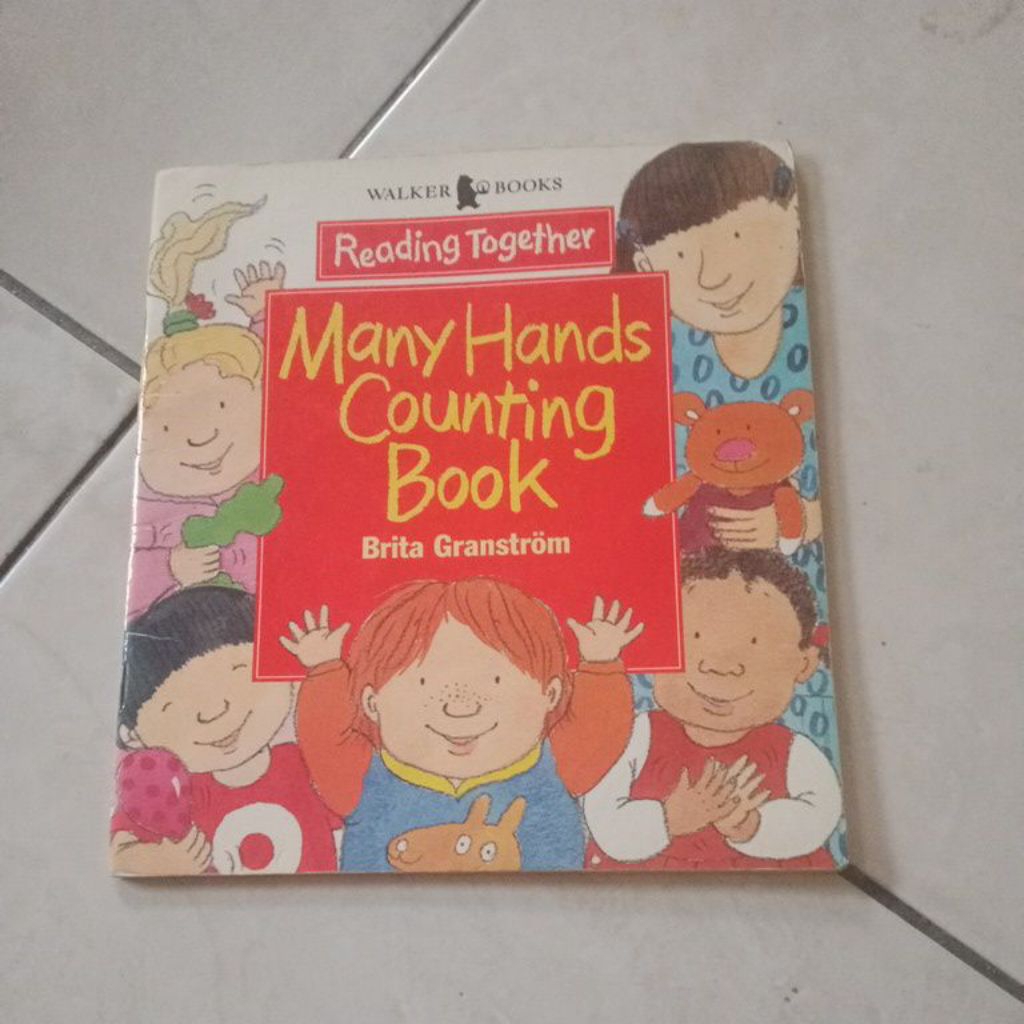 WALKER BOOKS
Reading Together
Many Hands
Counting
Book
Brita Granström